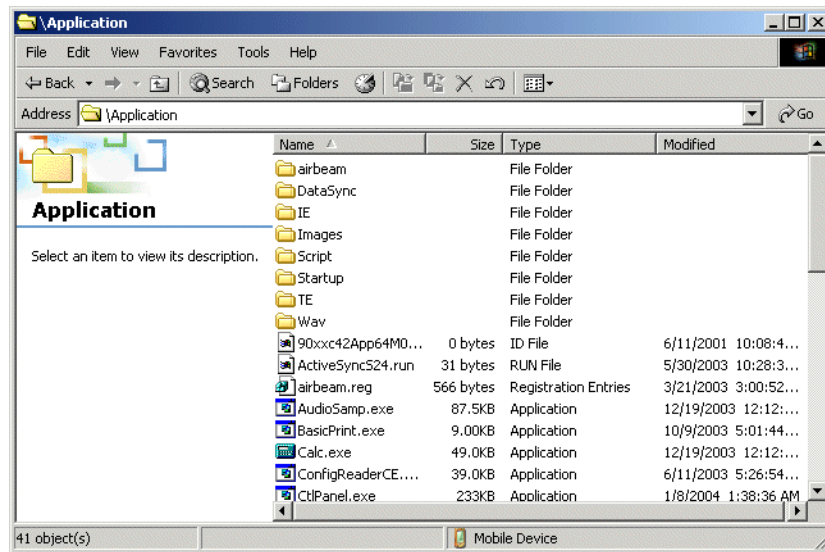 \Application
File Edit View Favorites Tools Help
Back Search Folders
Address \Application Go
Name Size Type Modified
airbeam File Folder
DataSync File Folder
IE File Folder
Images File Folder
Script File Folder
Startup File Folder
TE File Folder
Wav File Folder
90xxc42App64M0... 0 bytes ID File 6/11/2001 10:08:4...
ActiveSyncS24.run 31 bytes RUN File 5/30/2003 10:28:3...
airbeam.reg 566 bytes Registration Entries 3/21/2003 3:00:52...
AudioSamp.exe 87.5KB Application 12/19/2003 12:12:...
BasicPrint.exe 9.00KB Application 10/9/2003 5:01:44...
Calc.exe 49.0KB Application 12/19/2003 12:12:...
ConfigReaderCE.... 39.0KB Application 6/11/2003 5:26:54...
CtlPanel.exe 233KB Application 1/8/2004 1:38:36 AM
Application
Select an item to view its description.
41 object(s) Mobile Device